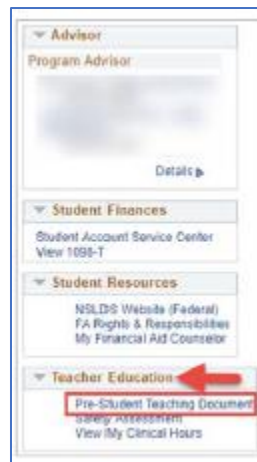 Advisor
Program Advisor
Details
Student Finances
Student Account Service Center
View 1098-T
Student Resources
NSLDS Website (Federal)
FA Rights & Responsibilities
My Financial Aid Counselor
Teacher Education
Pre-Student Teaching Document
Safety Assessment
View My Clinical Hours